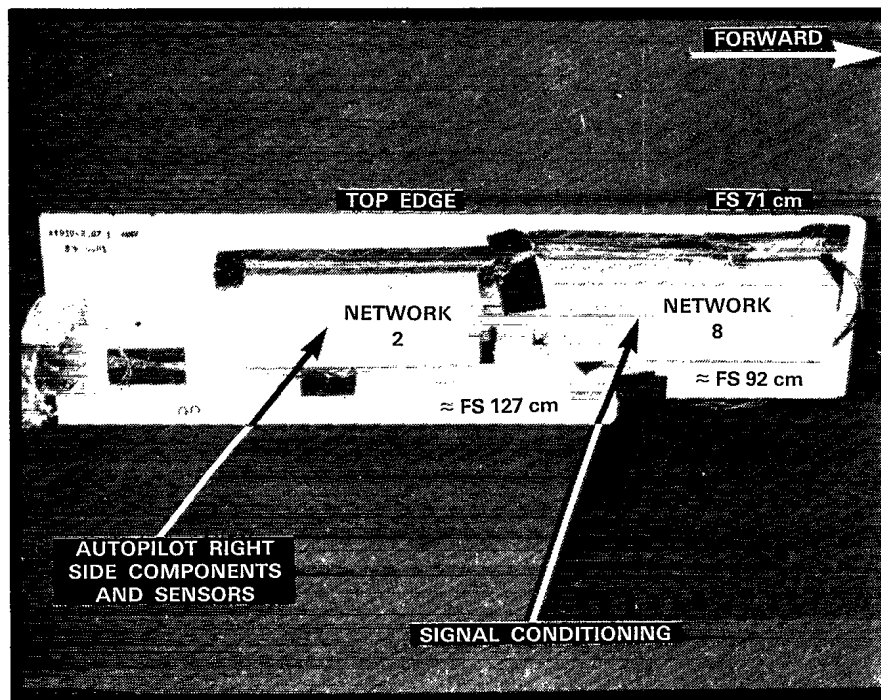 FORWARD
TOP EDGE
FS 71 cm
NETWORK
2
NETWORK
8
≈ FS 92 cm
≈ FS 127 cm
AUTOPILOT RIGHT
SIDE COMPONENTS
AND SENSORS
SIGNAL CONDITIONING